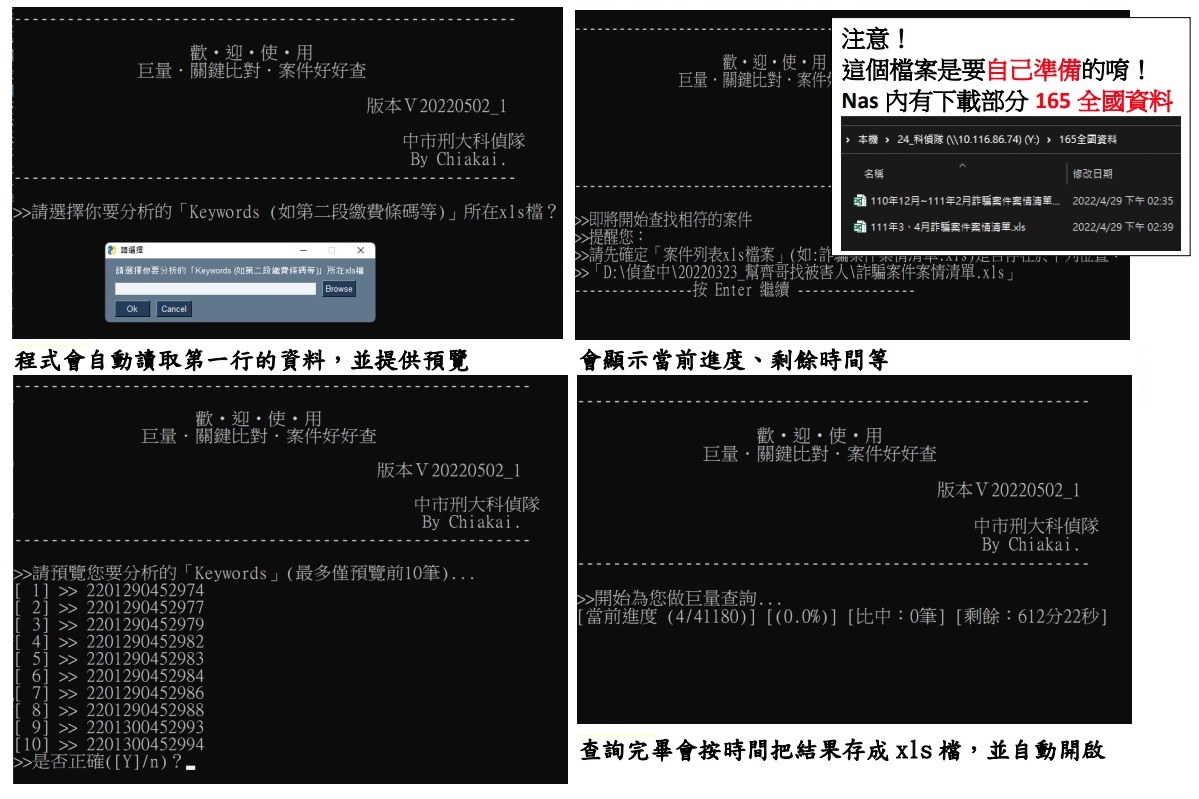 歡‧迎‧使‧用
巨量‧關鍵比對‧案件好好查
版本V20220502_1
中市刑大科偵隊
By Chiakai.
>>請選擇你要分析的「Keywords (如第二段繳費條碼等)」所在xls檔?
請選擇
請選擇你要分析的「Keywords (如第二段繳費條碼等)」所在xls檔
Browse
Ok Cancel
歡‧迎‧使‧用
巨量‧關鍵比對‧案件好
注意!
這個檔案是要自己準備的唷!
Nas 內有下載部分 165 全國資料
› 本機 › 24_科偵隊 (\\10.116.86.74) (Y:) › 165全國資料
名稱 修改日期
110年12月~111年2月詐騙案件案情清單... 2022/4/29 下午 02:35
111年3、4月詐騙案件案情清單.xls 2022/4/29 下午 02:39
>>即將開始查找相符的案件
>>提醒您:
>>請先確定「案件列表xls檔案」(如:詐騙案件案情清單.xls)是否存在於下列位置,
>>「D:\偵查中\20220323_幫齊哥找被害人\詐騙案件案情清單.xls」
---------------按 Enter 繼續 ---------------
程式會自動讀取第一行的資料,並提供預覽
歡‧迎‧使‧用
巨量‧關鍵比對‧案件好好查
版本V20220502_1
中市刑大科偵隊
By Chiakai.
>>請預覽您要分析的「Keywords」(最多僅預覽前10筆)...
[ 1] >> 2201290452974
[ 2] >> 2201290452977
[ 3] >> 2201290452979
[ 4] >> 2201290452982
[ 5] >> 2201290452983
[ 6] >> 2201290452984
[ 7] >> 2201290452986
[ 8] >> 2201290452988
[ 9] >> 2201300452993
[10] >> 2201300452994
>>是否正確([Y]/n)?_
會顯示當前進度、剩餘時間等
歡‧迎‧使‧用
巨量‧關鍵比對‧案件好好查
版本V20220502_1
中市刑大科偵隊
By Chiakai.
>>開始為您做巨量查詢...
[當前進度 (4/41180)] [(0.0%)] [比中:0筆] [剩餘:612分22秒]
查詢完畢會按時間把結果存成 xls 檔,並自動開啟